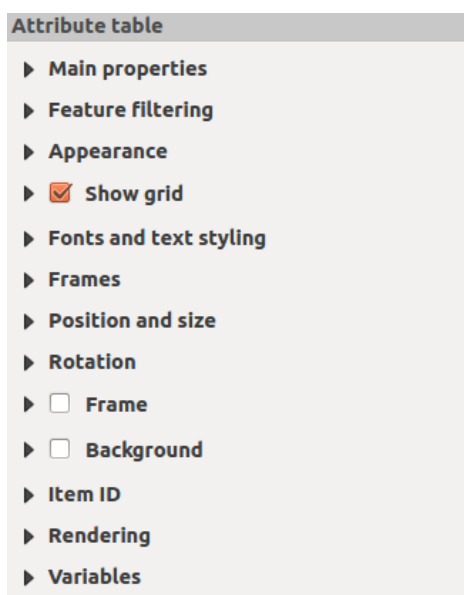 Attribute table
Main properties
Feature filtering
Appearance
Show grid
Fonts and text styling
Frames
Position and size
Rotation
Frame
Background
Item ID
Rendering
Variables